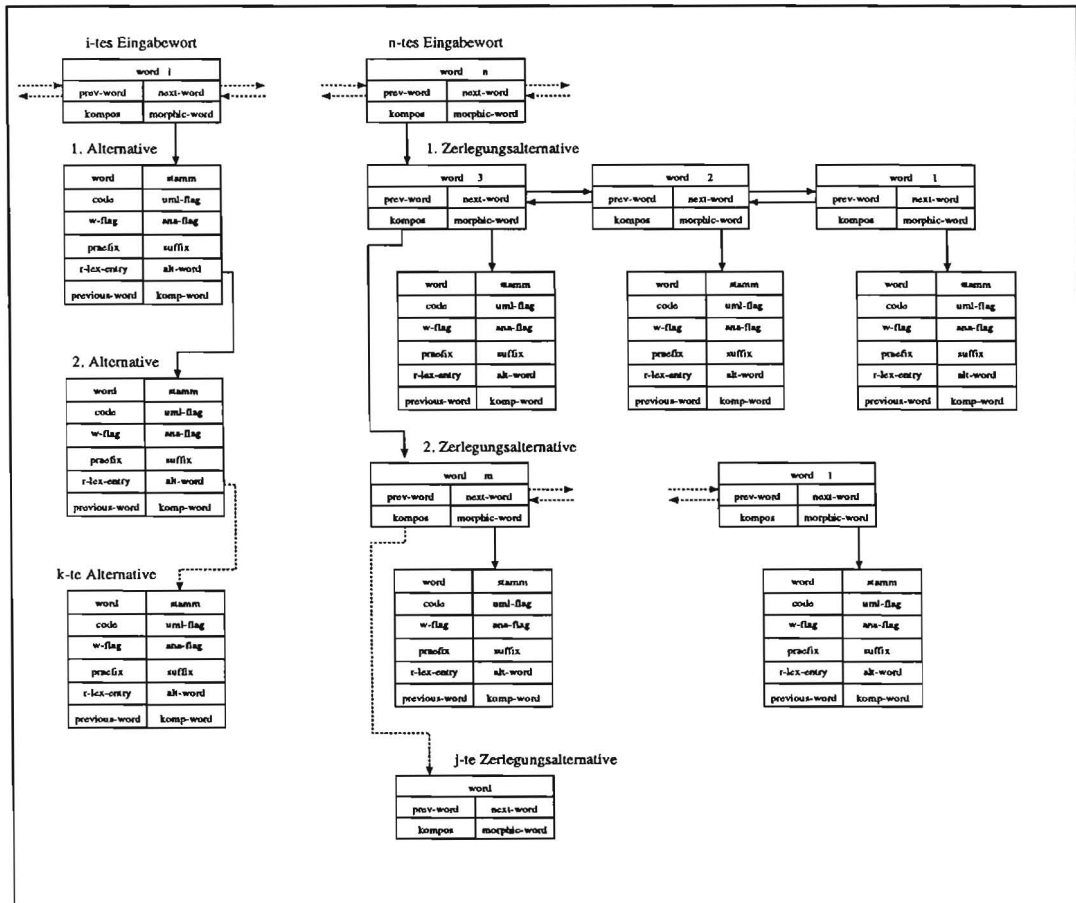 i-tes Eingabewort
word i
prev-word next-word
kompos morphic-word
1. Alternative
word stamm
code uml-flag
w-flag ana-flag
praefix suffix
r-lex-entry alt-word
previous-word komp-word
2. Alternative
word stamm
code uml-flag
w-flag ana-flag
praefix suffix
r-lex-entry alt-word
previous-word komp-word
k-te Alternative
word stamm
code uml-flag
w-flag ana-flag
praefix suffix
r-lex-entry alt-word
previous-word komp-word
n-tes Eingabewort
word n
prev-word next-word
kompos morphic-word
1. Zerlegungsalternative
word 3
prev-word next-word
kompos morphic-word
word 2
prev-word next-word
kompos morphic-word
word 1
prev-word next-word
kompos morphic-word
word stamm
code uml-flag
w-flag ana-flag
praefix suffix
r-lex-entry alt-word
previous-word komp-word
word stamm
code uml-flag
w-flag ana-flag
praefix suffix
r-lex-entry alt-word
previous-word komp-word
word stamm
code uml-flag
w-flag ana-flag
praefix suffix
r-lex-entry alt-word
previous-word komp-word
2. Zerlegungsalternative
word m
prev-word next-word
kompos morphic-word
word 1
prev-word next-word
kompos morphic-word
word stamm
code uml-flag
w-flag ana-flag
praefix suffix
r-lex-entry alt-word
previous-word komp-word
word stamm
code uml-flag
w-flag ana-flag
praefix suffix
r-lex-entry alt-word
previous-word komp-word
j-te Zerlegungsalternative
word
prev-word next-word
kompos morphic-word